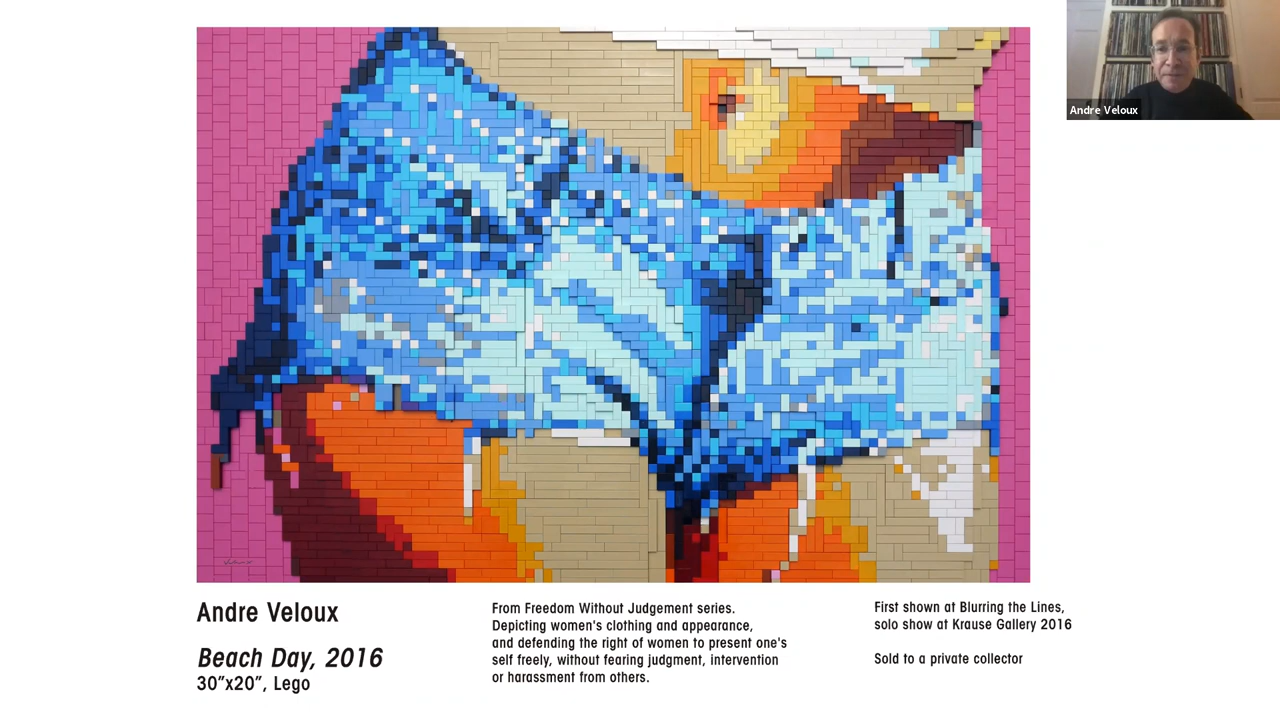 Andre Veloux
Andre Veloux
Beach Day, 2016
30”x20”, Lego
From Freedom Without Judgement series.
Depicting women's clothing and appearance,
and defending the right of women to present one's
self freely, without fearing judgment, intervention
or harassment from others.
First shown at Blurring the Lines,
solo show at Krause Gallery 2016
Sold to a private collector